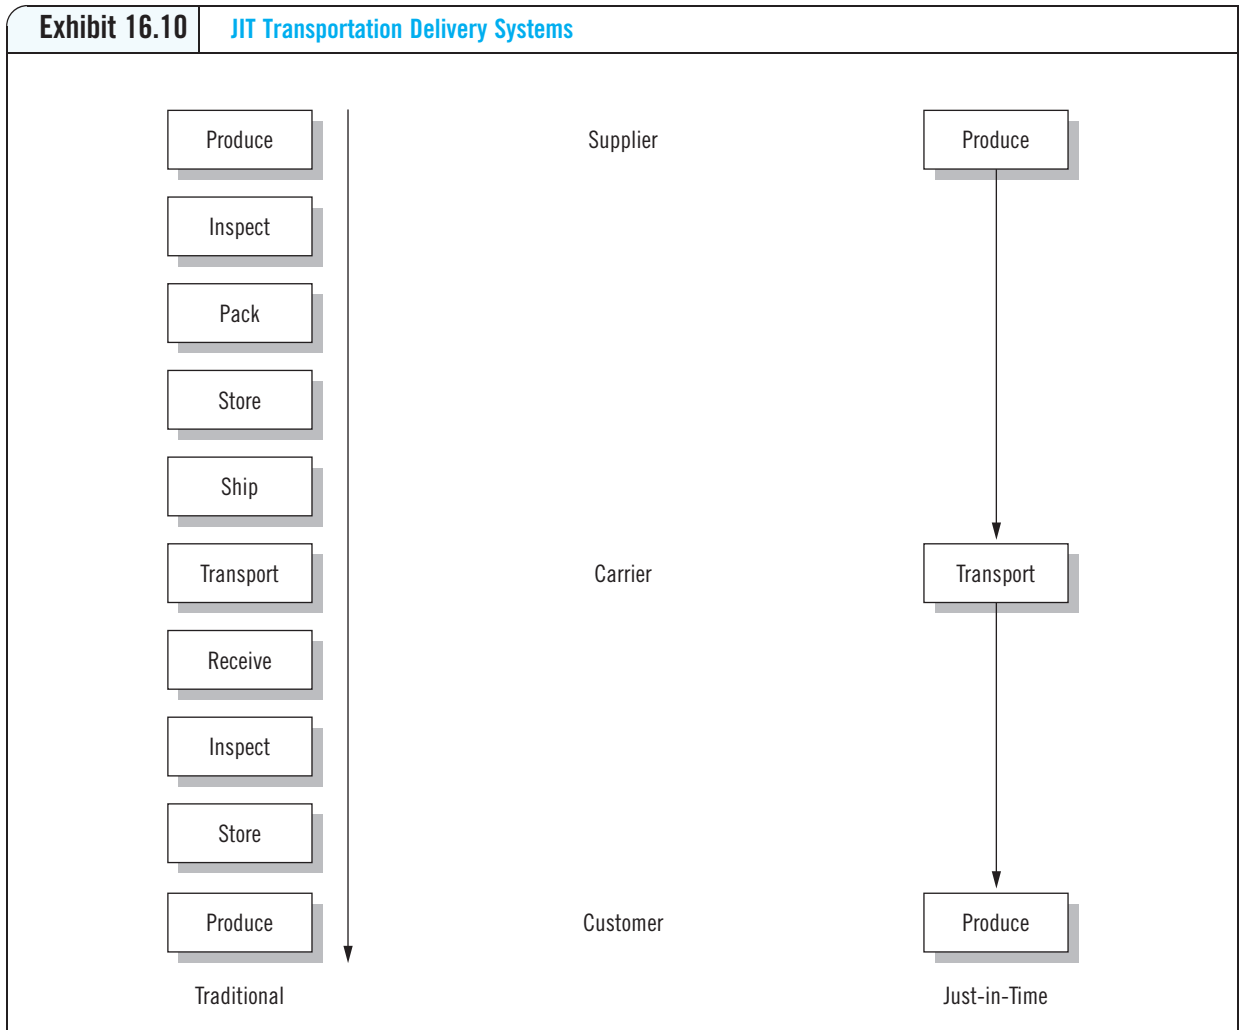 Exhibit 16.10 JIT Transportation Delivery Systems
Produce Supplier Produce
Inspect
Pack
Store
Ship
Transport Carrier Transport
Receive
Inspect
Store
Produce Customer Produce
Traditional Just-in-Time